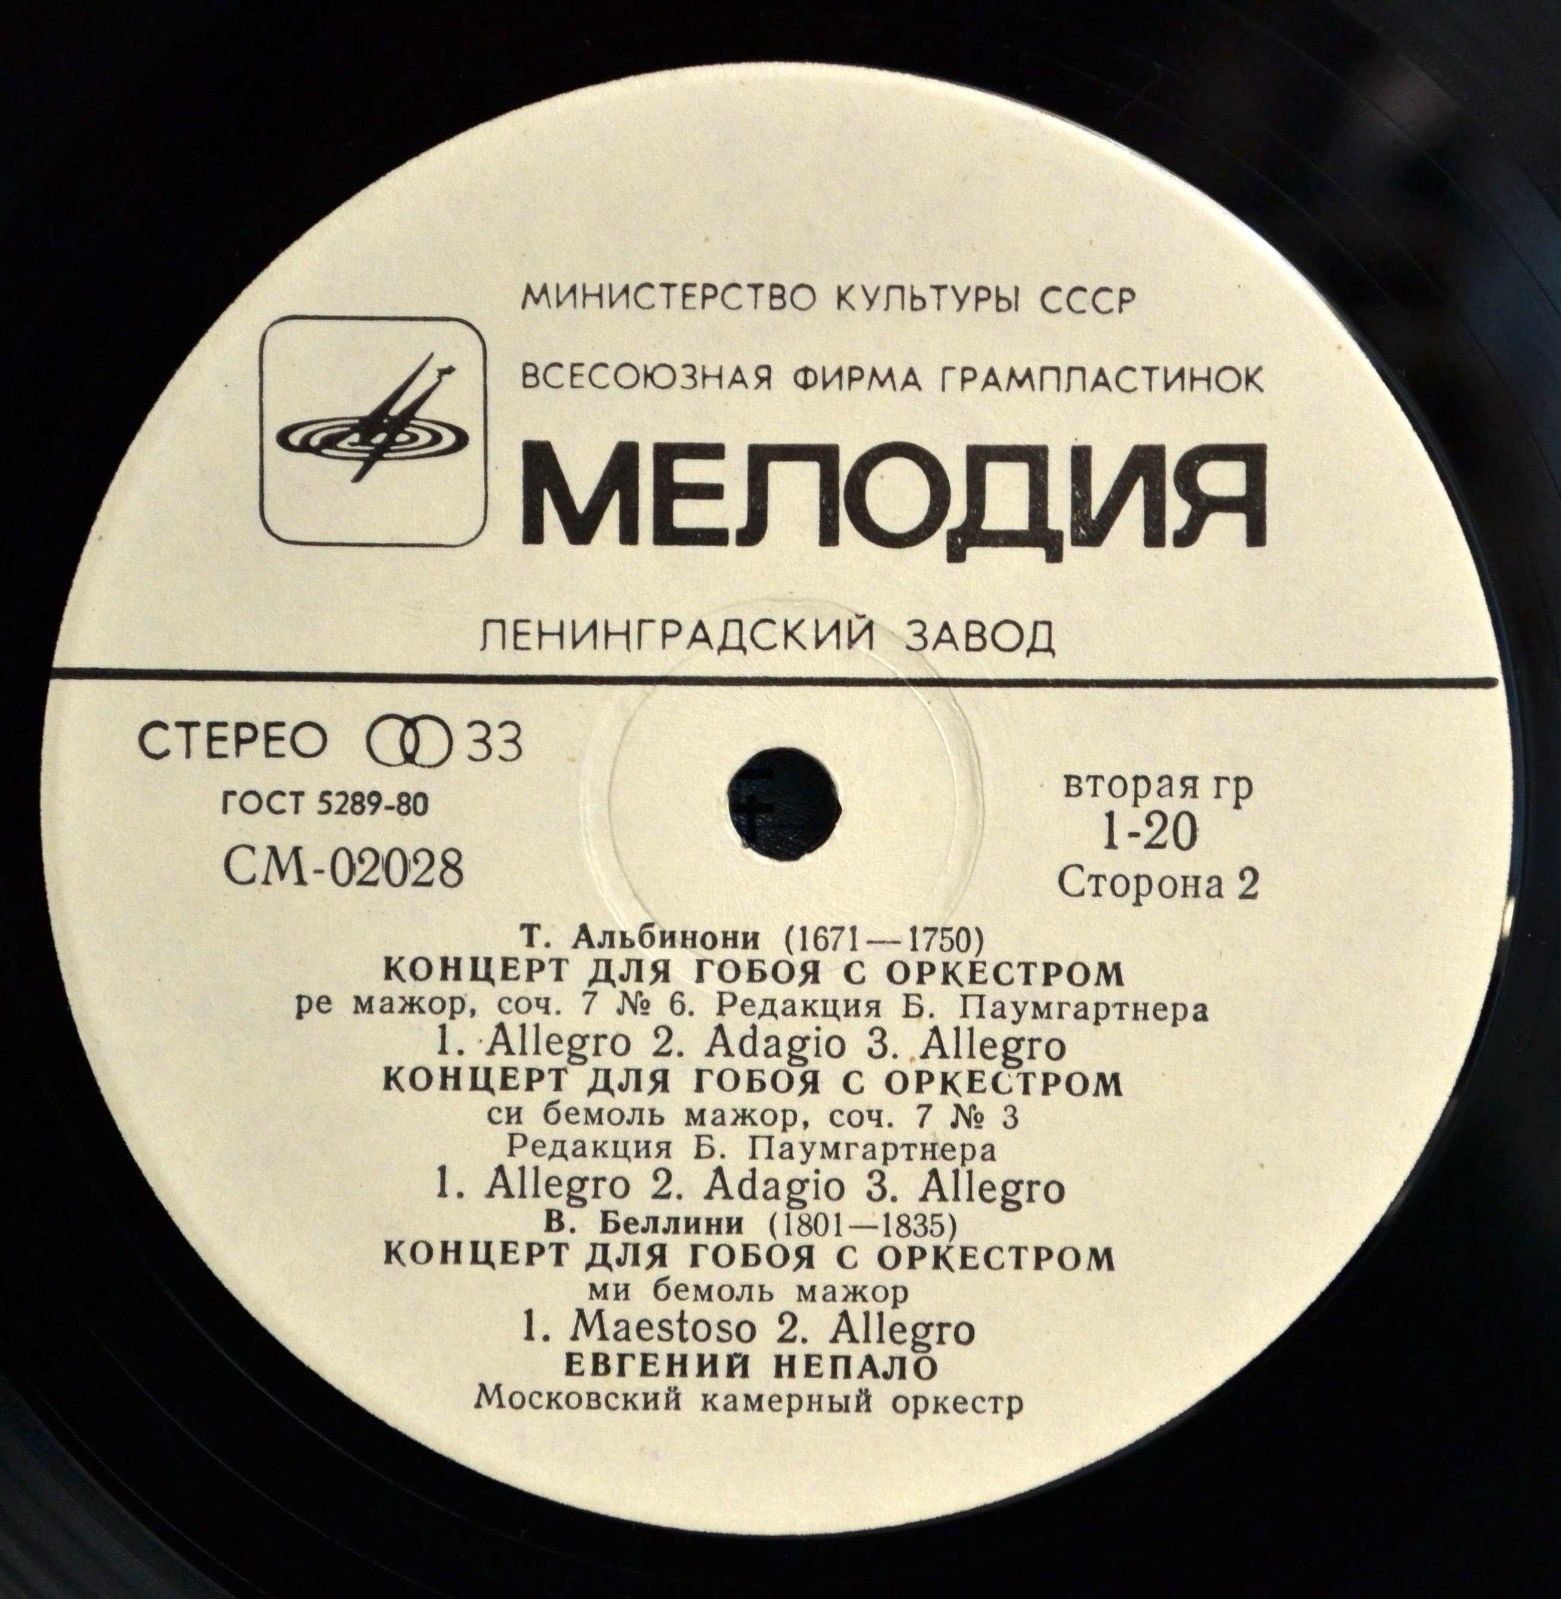 МИНИСТЕРСТВО КУЛЬТУРЫ СССР
ВСЕСОЮЗНАЯ ФИРМА ГРАМПЛАСТИНОК
МЕЛОДИЯ
ЛЕНИНГРАДСКИЙ ЗАВОД
СТЕРЕО 33
ГОСТ 5289-80
СМ-02028
вторая гр
1-20
Сторона 2
Т. Альбинони (1671—1750)
КОНЦЕРТ ДЛЯ ГОБОЯ С ОРКЕСТРОМ
ре мажор, соч. 7 № 6. Редакция Б. Паумгартнера
1. Allegro 2. Adagio 3. Allegro
КОНЦЕРТ ДЛЯ ГОБОЯ С ОРКЕСТРОМ
си бемоль мажор, соч. 7 № 3
Редакция Б. Паумгартнера
1. Allegro 2. Adagio 3. Allegro
В. Беллини (1801—1835)
КОНЦЕРТ ДЛЯ ГОБОЯ С ОРКЕСТРОМ
ми бемоль мажор
1. Maestoso 2. Allegro
ЕВГЕНИЙ НЕПАЛО
Московский камерный оркестр